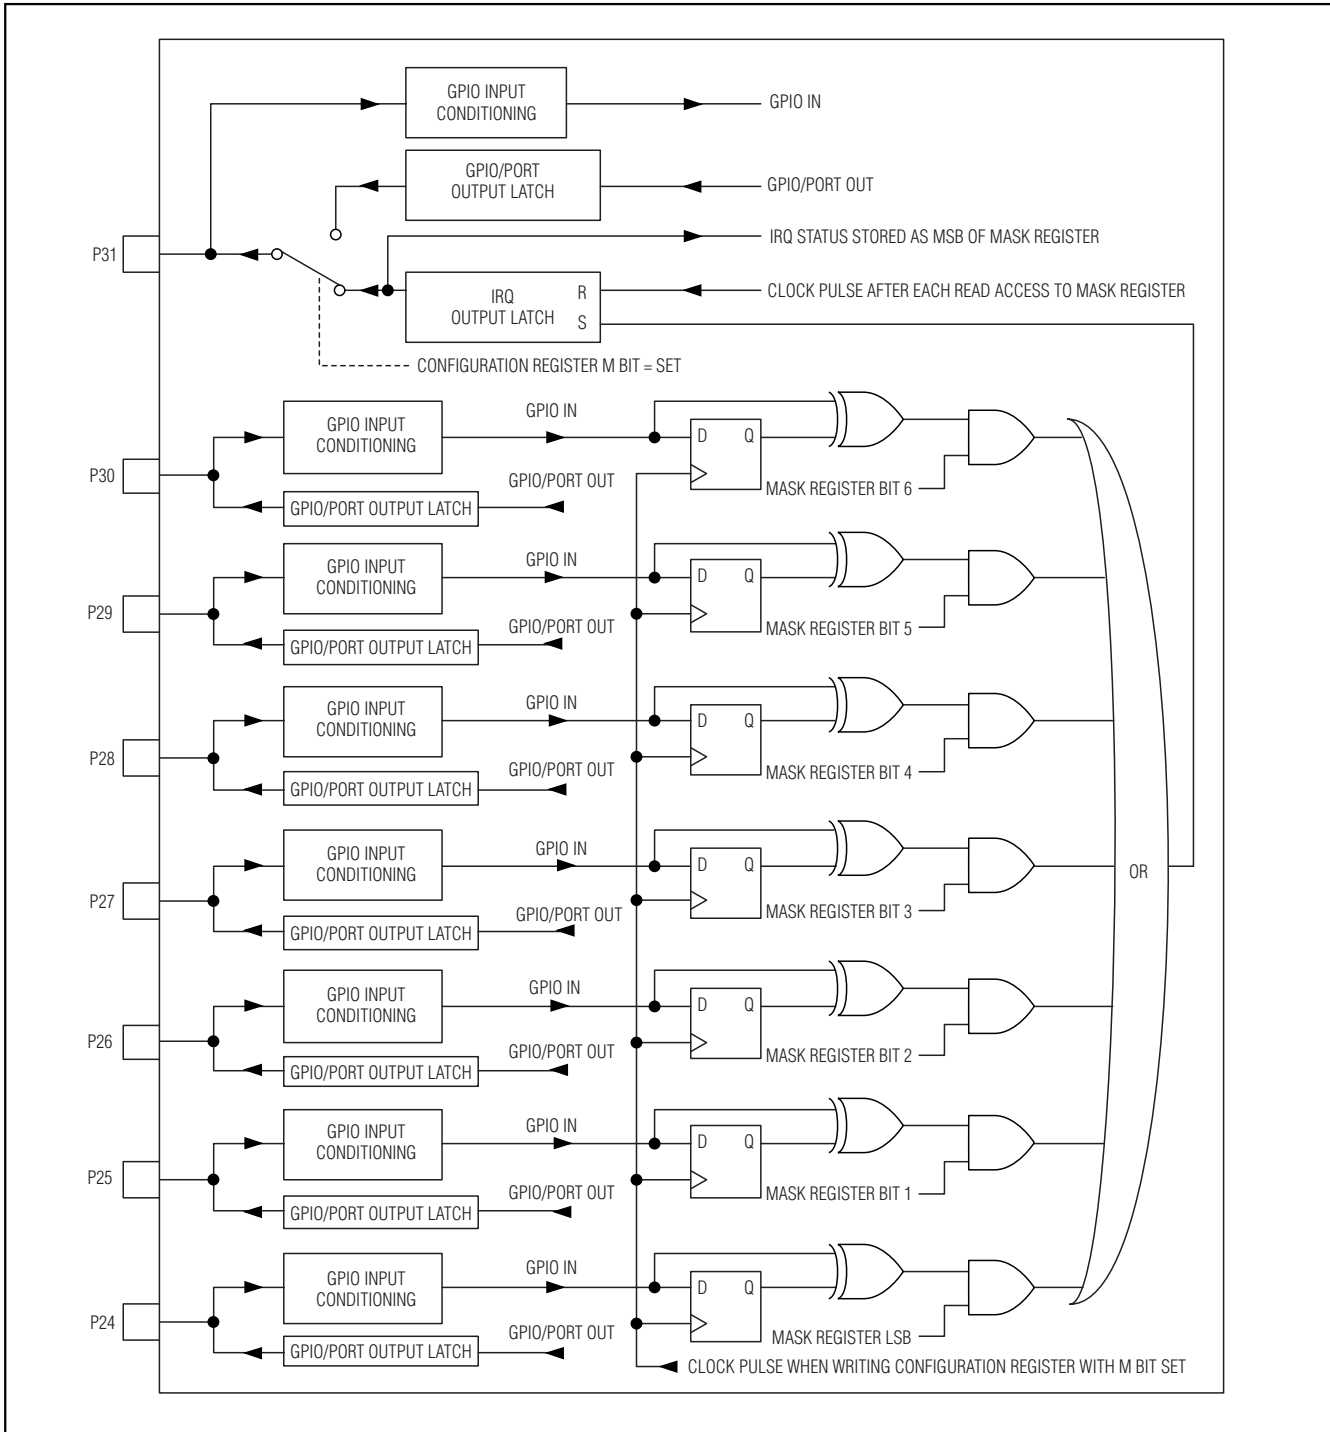 GPIO INPUT
CONDITIONING
GPIO IN
GPIO/PORT
OUTPUT LATCH
GPIO/PORT OUT
P31
IRQ STATUS STORED AS MSB OF MASK REGISTER
IRQ
OUTPUT LATCH
R
S
CLOCK PULSE AFTER EACH READ ACCESS TO MASK REGISTER
CONFIGURATION REGISTER M BIT = SET
P30
GPIO INPUT
CONDITIONING
GPIO IN
GPIO/PORT OUT
GPIO/PORT OUTPUT LATCH
D Q
MASK REGISTER BIT 6
P29
GPIO INPUT
CONDITIONING
GPIO IN
GPIO/PORT OUT
GPIO/PORT OUTPUT LATCH
D Q
MASK REGISTER BIT 5
P28
GPIO INPUT
CONDITIONING
GPIO IN
GPIO/PORT OUT
GPIO/PORT OUTPUT LATCH
D Q
MASK REGISTER BIT 4
P27
GPIO INPUT
CONDITIONING
GPIO IN
GPIO/PORT OUT
GPIO/PORT OUTPUT LATCH
D Q
MASK REGISTER BIT 3
OR
P26
GPIO INPUT
CONDITIONING
GPIO IN
GPIO/PORT OUT
GPIO/PORT OUTPUT LATCH
D Q
MASK REGISTER BIT 2
P25
GPIO INPUT
CONDITIONING
GPIO IN
GPIO/PORT OUT
GPIO/PORT OUTPUT LATCH
D Q
MASK REGISTER BIT 1
P24
GPIO INPUT
CONDITIONING
GPIO IN
GPIO/PORT OUT
GPIO/PORT OUTPUT LATCH
D Q
MASK REGISTER LSB
CLOCK PULSE WHEN WRITING CONFIGURATION REGISTER WITH M BIT SET